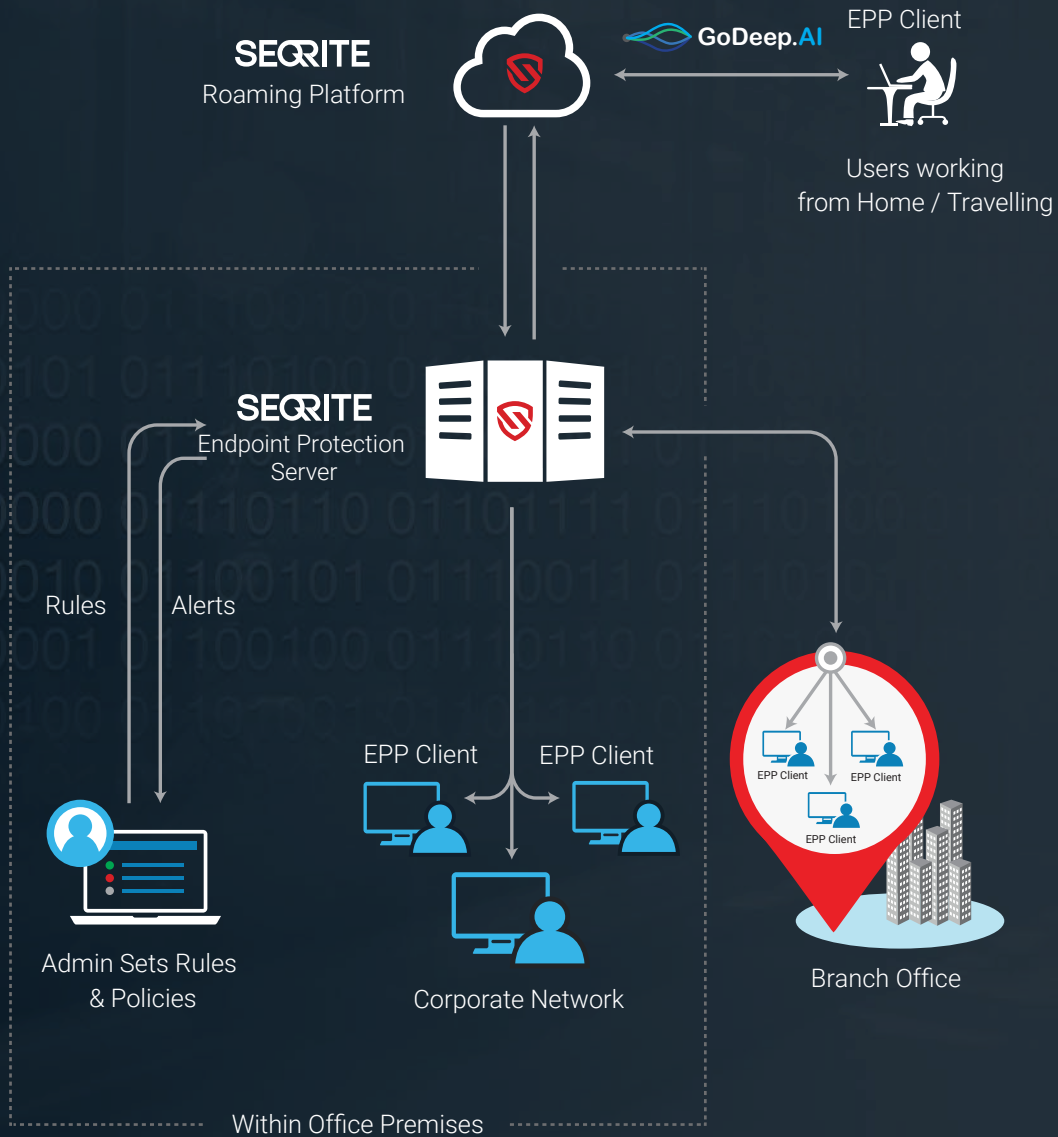 SEQRITE
Roaming Platform
GoDeep.AI
EPP Client
Users working
from Home / Travelling
SEQRITE
Endpoint Protection
Server
Rules
Alerts
EPP Client
EPP Client
EPP Client
EPP Client
EPP Client
Admin Sets Rules
& Policies
Corporate Network
Branch Office
Within Office Premises